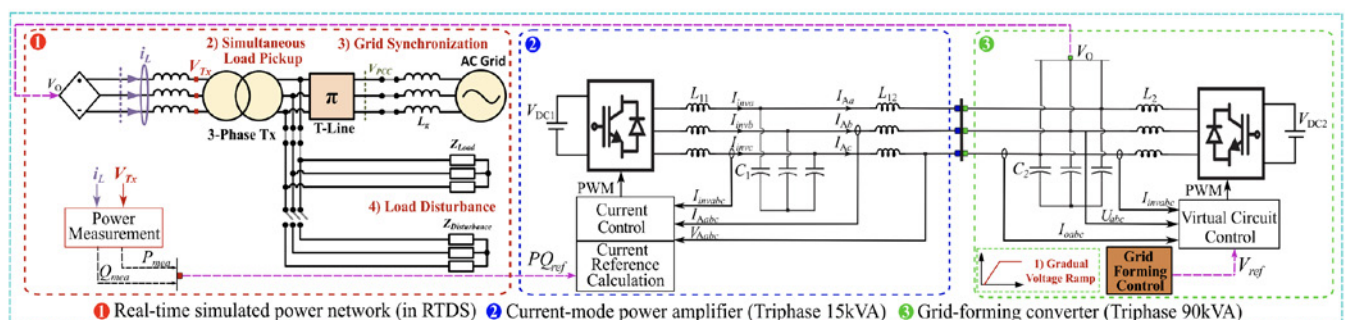 1
2) Simultaneous
Load Pickup
3) Grid Synchronization
V_O
i_L
V_Tx
V_PCC
AC Grid
π
L_g
3-Phase Tx
T-Line
Z_Load
i_L V_Tx
Power
Measurement
4) Load Disturbance
Z_Disturbance
P_mea
Q_mea
2
V_DC1
L_11
I_inva
I_Aa
L_12
I_invb
I_Ab
I_invc
I_Ac
C_1
PWM
I_invabc
Current
Control
I_Aabc
V_Aabc
PQ_ref
Current
Reference
Calculation
3
V_O
L_2
V_DC2
C_2
PWM
I_invabc
U_abc
Virtual Circuit
Control
I_oabc
1) Gradual
Voltage Ramp
Grid
Forming
Control
V_ref
1 Real-time simulated power network (in RTDS) 2 Current-mode power amplifier (Triphase 15kVA) 3 Grid-forming converter (Triphase 90kVA)